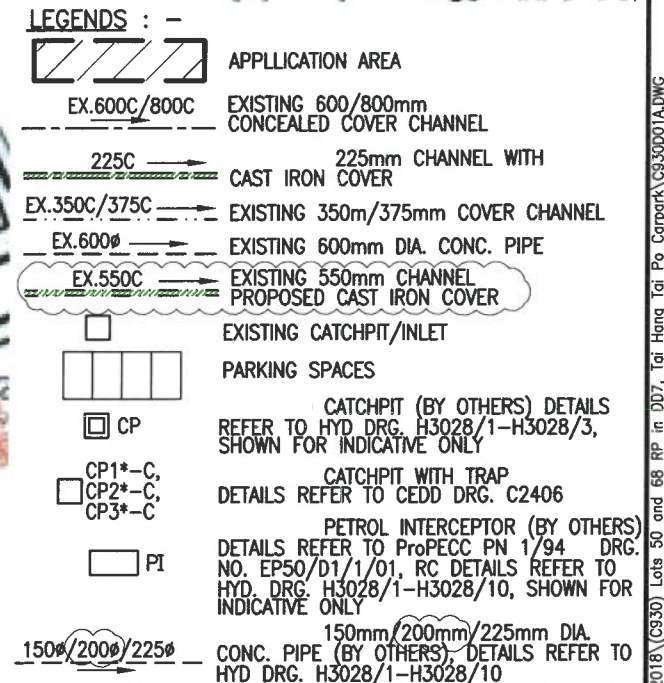 LEGENDS : -
APPLLICATION AREA
EX.600C/800C
EXISTING 600/800mm
CONCEALED COVER CHANNEL
225C
225mm CHANNEL WITH
CAST IRON COVER
EX.350C/375C
EXISTING 350m/375mm COVER CHANNEL
EX.600ø
EXISTING 600mm DIA. CONC. PIPE
EX.550C
EXISTING 550mm CHANNEL
PROPOSED CAST IRON COVER
EXISTING CATCHPIT/INLET
PARKING SPACES
CP
CATCHPIT (BY OTHERS) DETAILS
REFER TO HYD DRG. H3028/1-H3028/3,
SHOWN FOR INDICATIVE ONLY
CP1*-C,
CP2*-C,
CP3*-C
CATCHPIT WITH TRAP
DETAILS REFER TO CEDD DRG. C2406
PI
PETROL INTERCEPTOR (BY OTHERS)
DETAILS REFER TO ProPECC PN 1/94 DRG.
NO. EP50/D1/1/01, RC DETAILS REFER TO
HYD. DRG. H3028/1-H3028/10, SHOWN FOR
INDICATIVE ONLY
150ø/200ø/225ø
150mm/200mm/225mm DIA.
CONC. PIPE (BY OTHERS), DETAILS REFER TO
HYD DRG. H3028/1-H3028/10
2018\(C930) Lots 50 and 68 RP in DD7, Tai Hang Tai Po Carpark\C930D01A.DWG